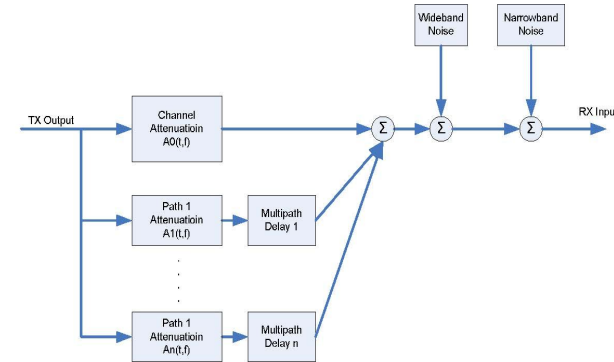 Wideband
Noise
Narrowband
Noise
TX Output
Channel
Attenuatioin
A0(t,f)
Σ
Σ
Σ
RX Input
Path 1
Attenuatioin
A1(t,f)
Multipath
Delay 1
.
.
.
.
Path 1
Attenuatioin
An(t,f)
Multipath
Delay n